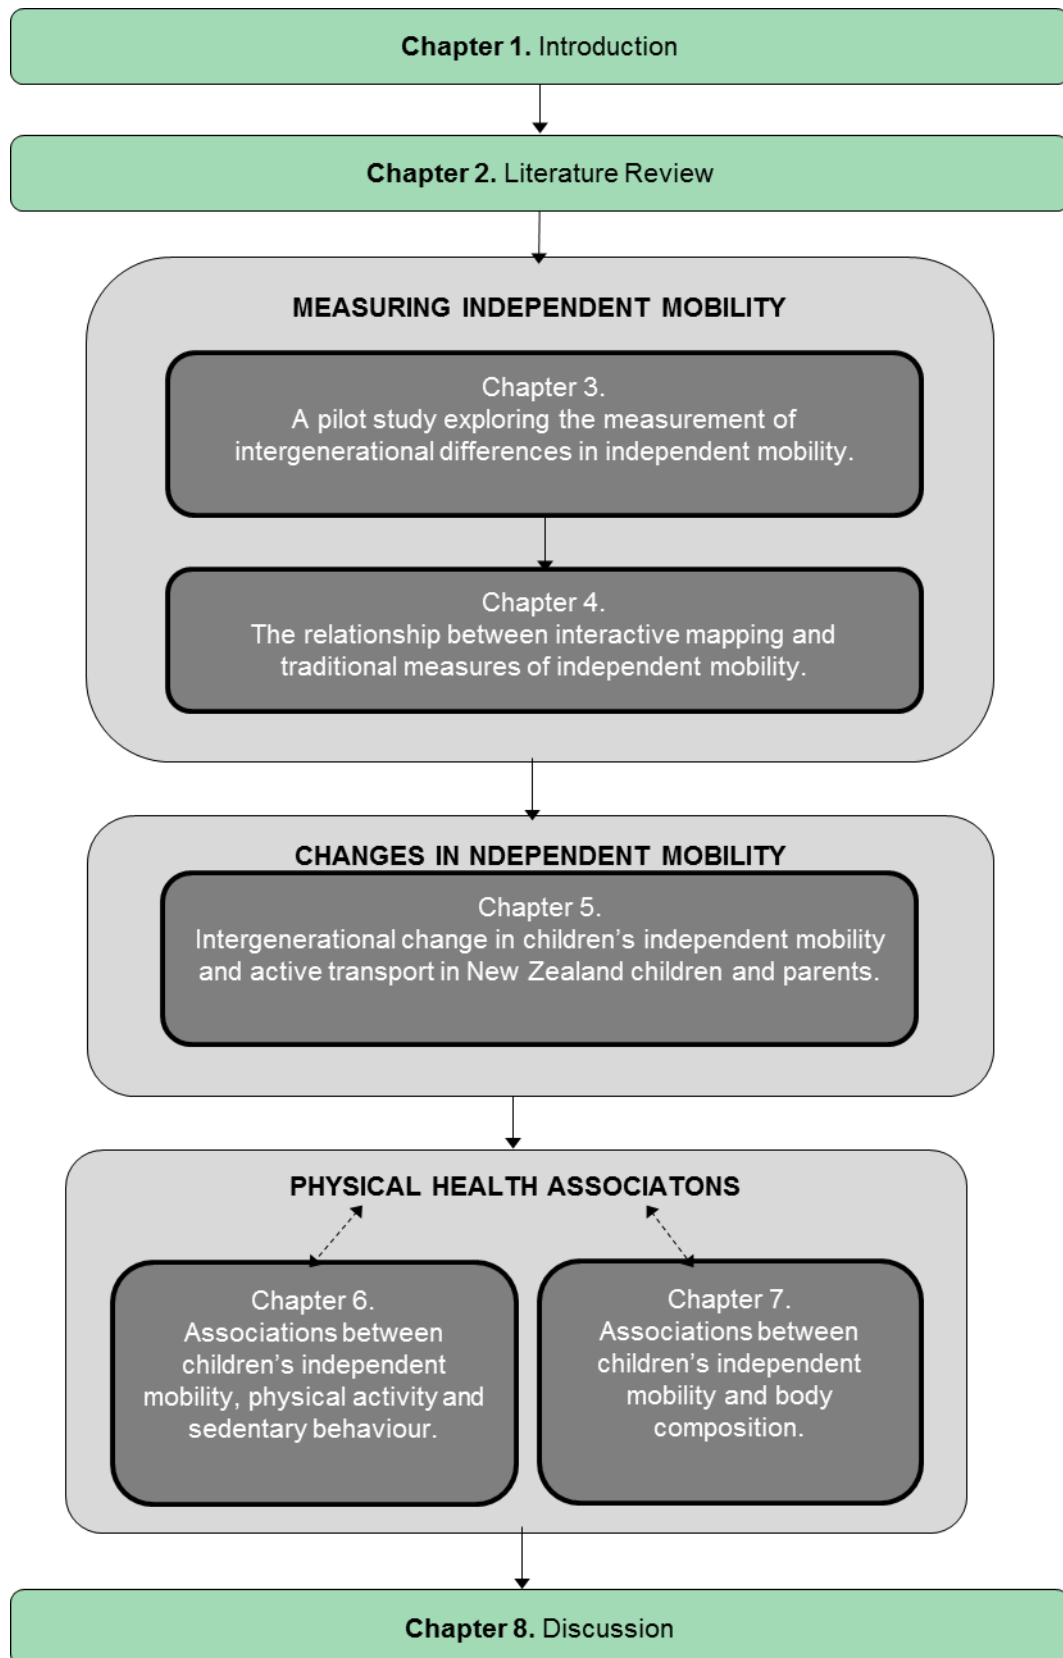 Chapter 1. Introduction
Chapter 2. Literature Review
MEASURING INDEPENDENT MOBILITY
Chapter 3.
A pilot study exploring the measurement of
intergenerational differences in independent mobility.
Chapter 4.
The relationship between interactive mapping and
traditional measures of independent mobility.
CHANGES IN NDEPENDENT MOBILITY
Chapter 5.
Intergenerational change in children’s independent mobility
and active transport in New Zealand children and parents.
PHYSICAL HEALTH ASSOCIATONS
Chapter 6.
Associations between
children’s independent
mobility, physical activity and
sedentary behaviour.
Chapter 7.
Associations between
children’s independent
mobility and body
composition.
Chapter 8. Discussion